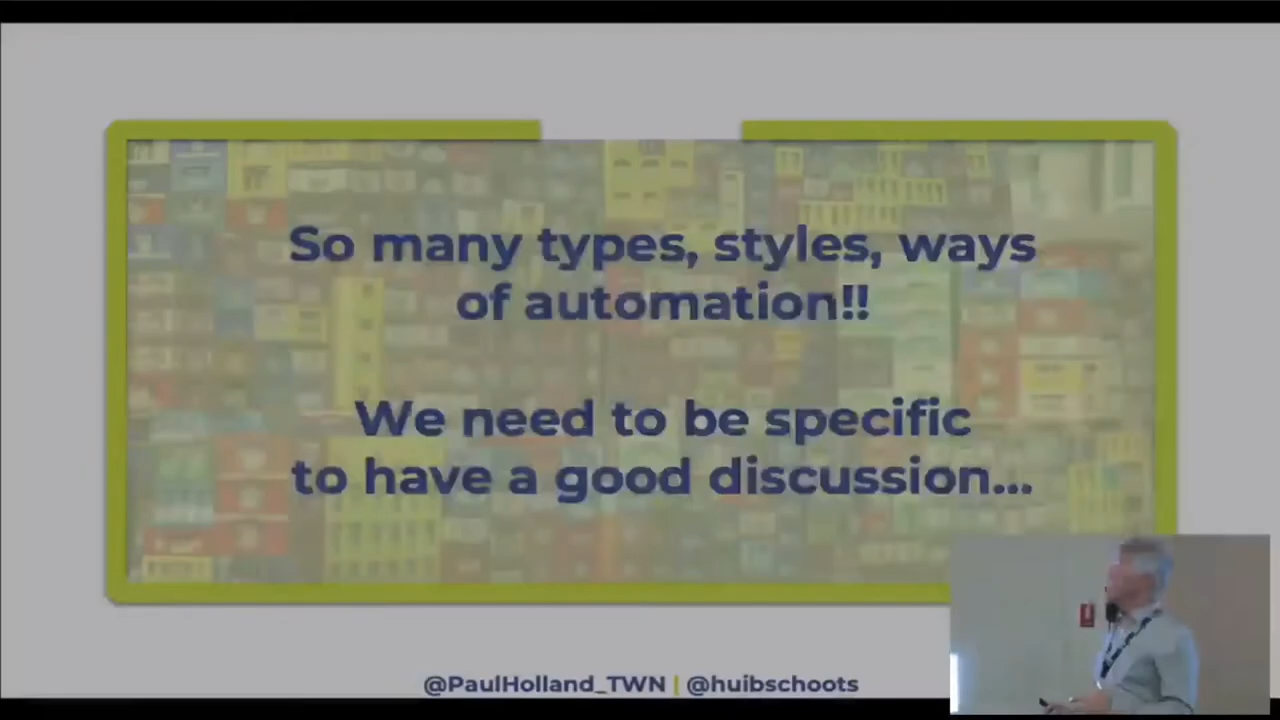 So many types, styles, ways
of automation!!
We need to be specific
to have a good discussion...
@PaulHolland_TWN | @huibschoots